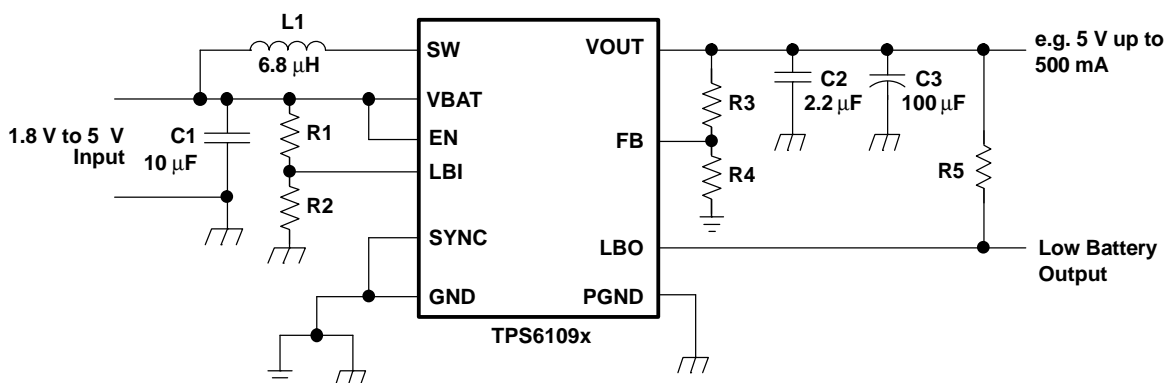 L1
6.8 μH
SW
VOUT
e.g. 5 V up to
500 mA
VBAT
R3
C2
2.2 μF
C3
100 μF
1.8 V to 5 V
Input
C1
10 μF
R1
EN
FB
LBI
R4
R5
R2
SYNC
LBO
Low Battery
Output
GND
PGND
TPS6109x